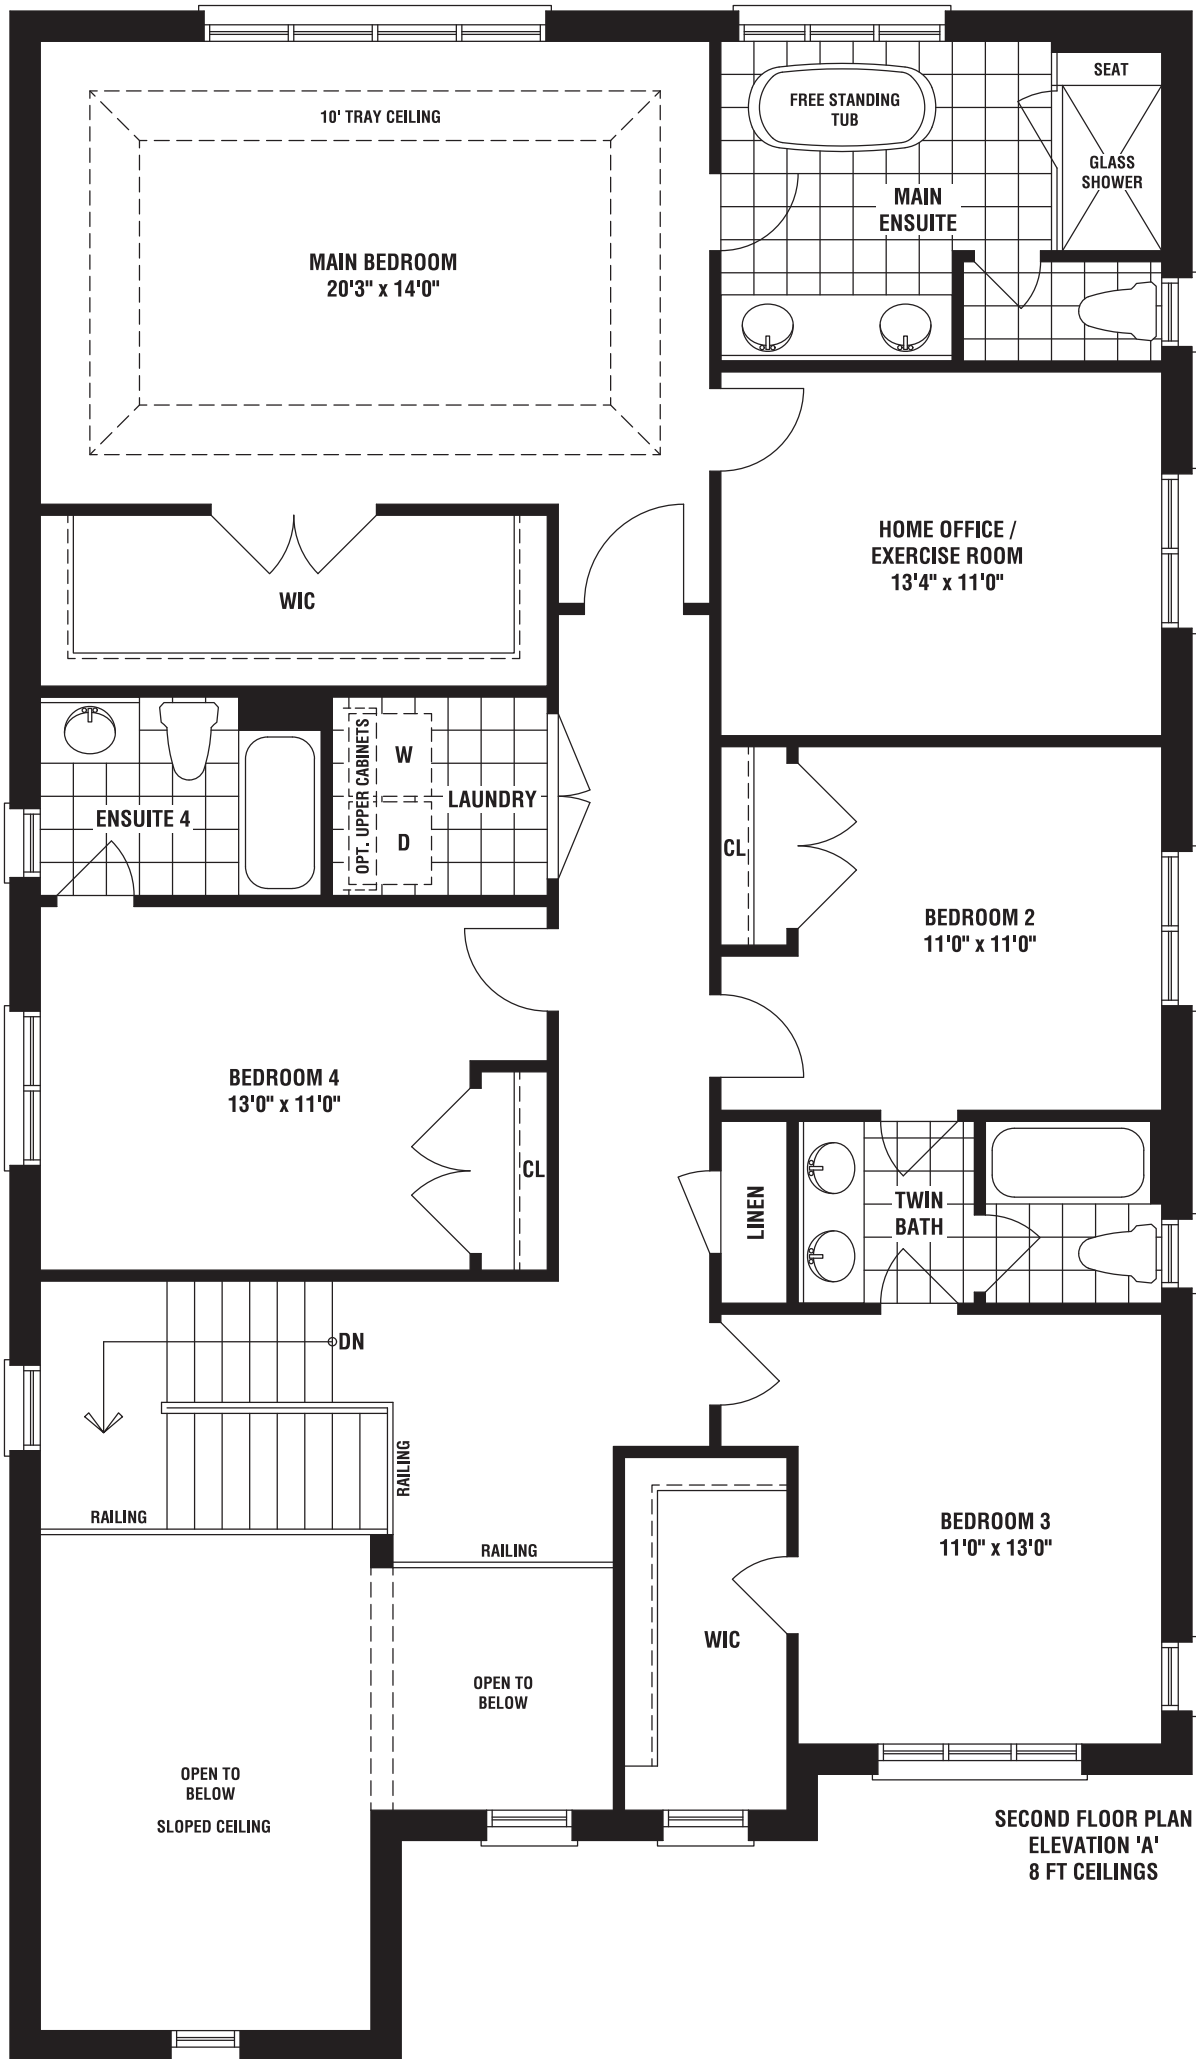 SEAT
FREE STANDING
TUB
10' TRAY CEILING
GLASS
SHOWER
MAIN
ENSUITE
MAIN BEDROOM
20'3" x 14'0"
HOME OFFICE /
EXERCISE ROOM
13'4" x 11'0"
WIC
OPT. UPPER CABINETS
W
D
LAUNDRY
ENSUITE 4
CL
BEDROOM 2
11'0" x 11'0"
BEDROOM 4
13'0" x 11'0"
CL
LINEN
TWIN
BATH
DN
RAILING
RAILING
RAILING
BEDROOM 3
11'0" x 13'0"
WIC
OPEN TO
BELOW
OPEN TO
BELOW
SLOPED CEILING
SECOND FLOOR PLAN
ELEVATION 'A'
8 FT CEILINGS